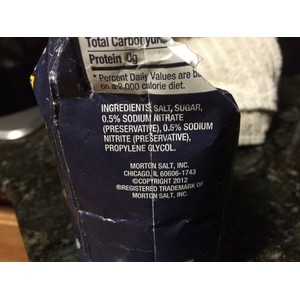 Total Carbohydr
Protein 0g
* Percent Daily Values are ba
on a 2,000 calorie diet.
INGREDIENTS: SALT, SUGAR,
0.5% SODIUM NITRATE
(PRESERVATIVE), 0.5% SODIUM
NITRITE (PRESERVATIVE),
PROPYLENE GLYCOL.
MORTON SALT, INC.
CHICAGO, IL 60606-1743
©COPYRIGHT 2012
®REGISTERED TRADEMARK OF
MORTON SALT, INC.